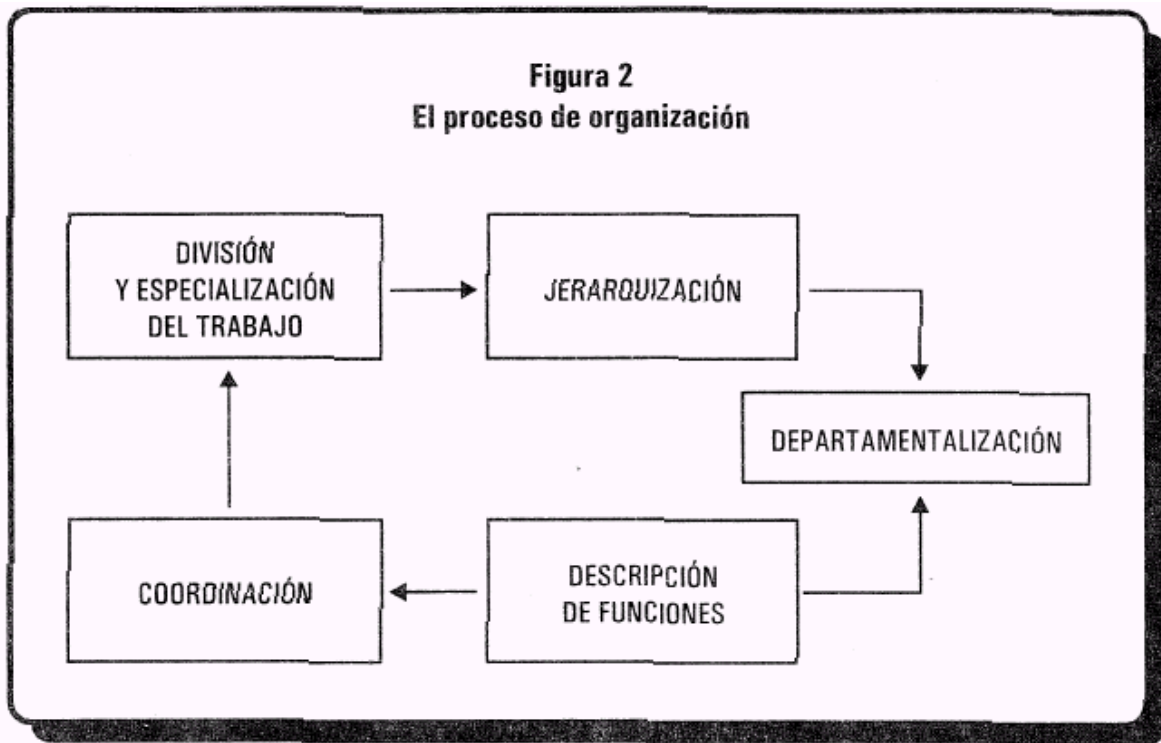 Figura 2
El proceso de organización
DIVISIÓN
Y ESPECIALIZACIÓN
DEL TRABAJO
JERARQUIZACIÓN
DEPARTAMENTALIZACIÓN
COORDINACIÓN
DESCRIPCIÓN
DE FUNCIONES